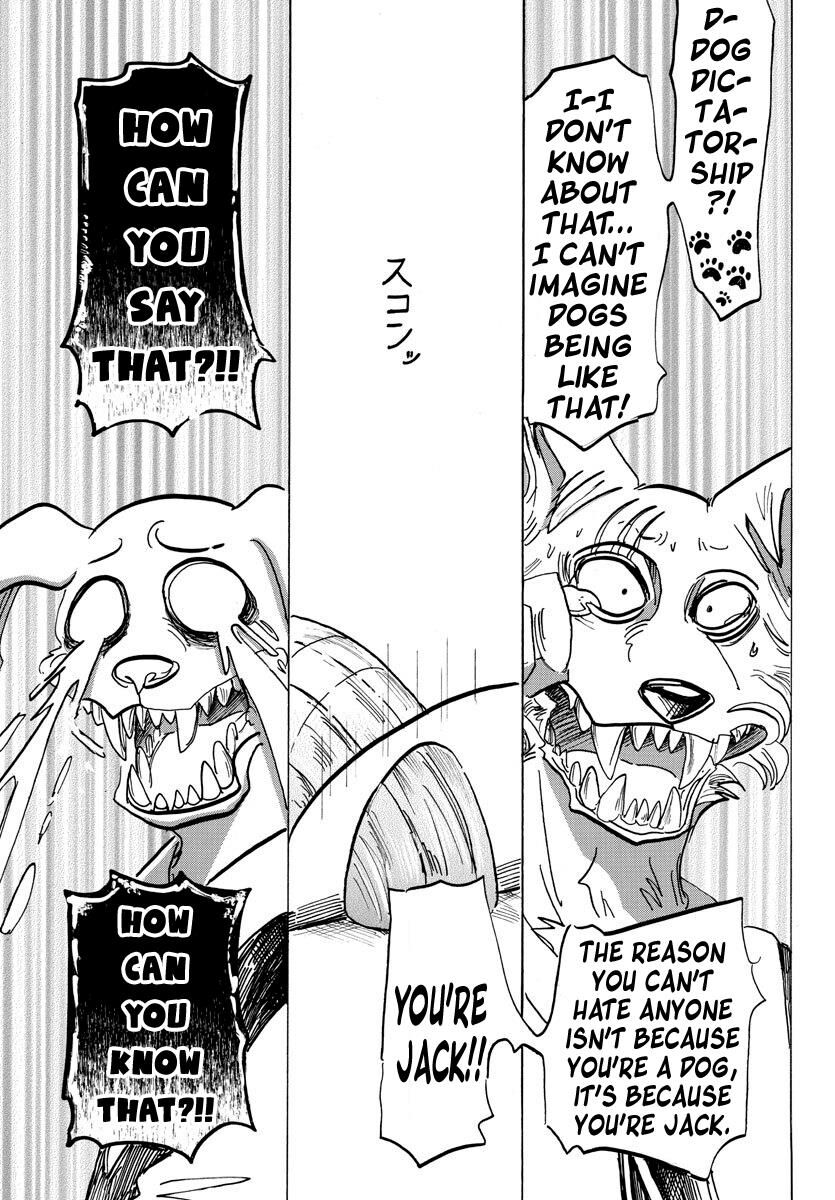 D-
DOG
DIC-
TA-
TOR-
SHIP
?!
I-I
DON'T
KNOW
ABOUT
THAT...
I CAN'T
IMAGINE
DOGS
BEING
LIKE
THAT!
THE REASON
YOU CAN'T
HATE ANYONE
ISN'T BECAUSE
YOU'RE A DOG,
IT'S BECAUSE
YOU'RE JACK.
スコンッ
YOU'RE
JACK!!
HOW
CAN
YOU
SAY
THAT?!!
HOW
CAN
YOU
KNOW
THAT?!!